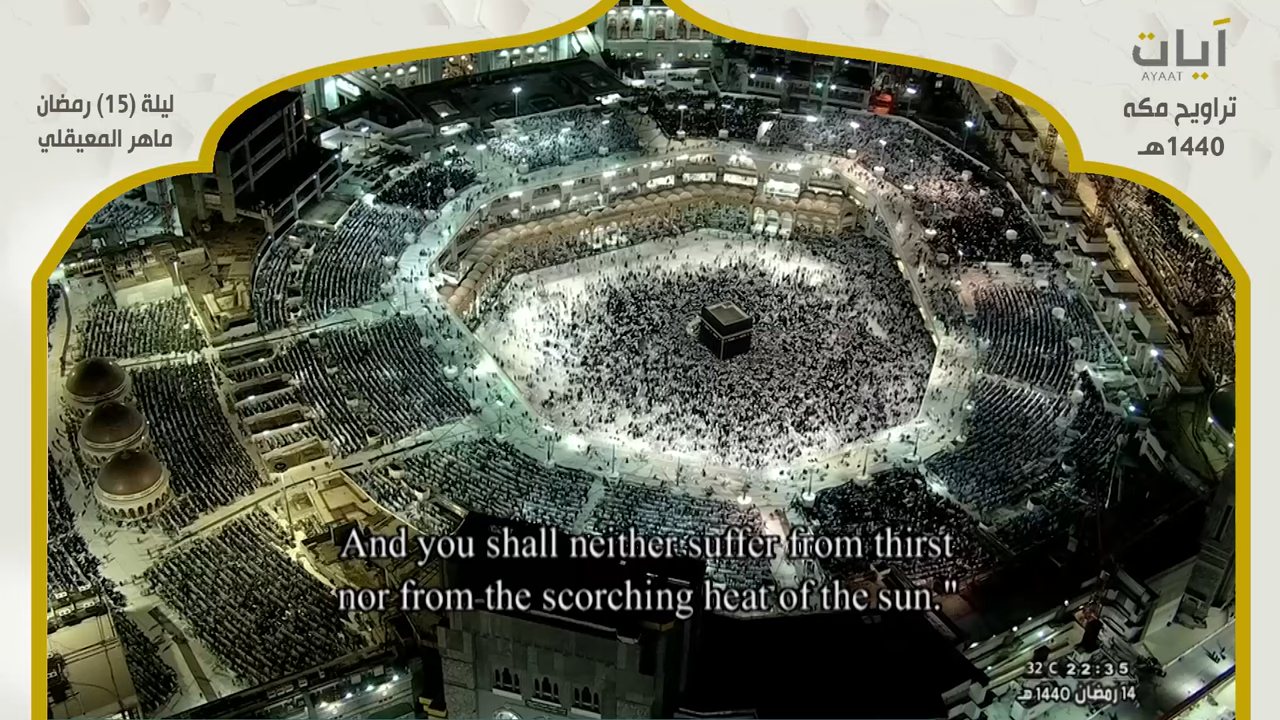 آيات
AYAAT
تراويح مكه
1440هـ
ليلة (15) رمضان
ماهر المعيقلي
And you shall neither suffer from thirst
nor from the scorching heat of the sun."
32 C 22:35
14 رمضان 1440هـ